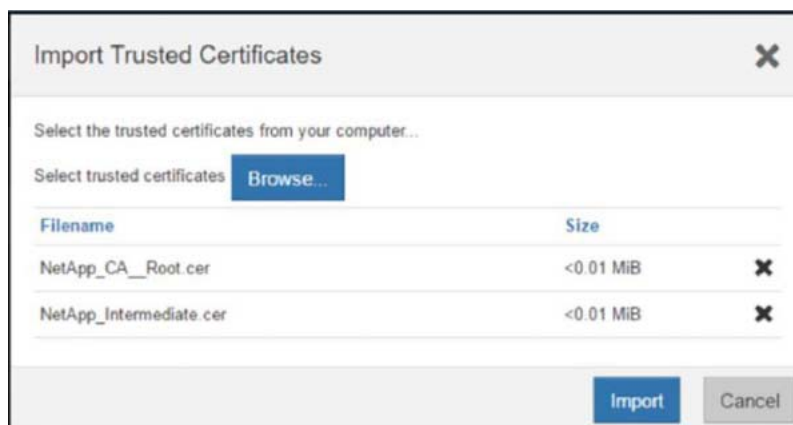 Import Trusted Certificates
Select the trusted certificates from your computer...
Select trusted certificates Browse...
Filename Size
NetApp_CA__Root.cer <0.01 MiB
NetApp_Intermediate.cer <0.01 MiB
Import Cancel